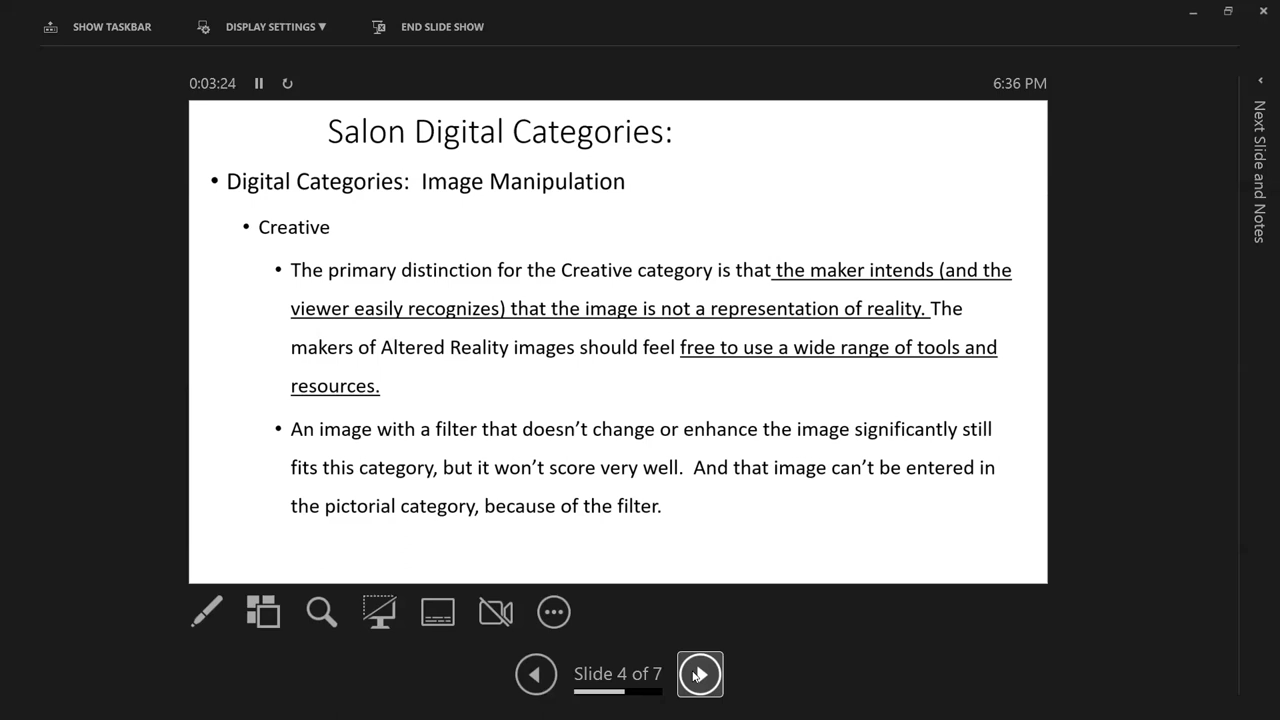 SHOW TASKBAR DISPLAY SETTINGS ▼ END SLIDE SHOW
0:03:24 6:36 PM
Salon Digital Categories:
• Digital Categories:  Image Manipulation
• Creative
• The primary distinction for the Creative category is that the maker intends (and the
viewer easily recognizes) that the image is not a representation of reality. The
makers of Altered Reality images should feel free to use a wide range of tools and
resources.
• An image with a filter that doesn’t change or enhance the image significantly still
fits this category, but it won’t score very well.  And that image can’t be entered in
the pictorial category, because of the filter.
Slide 4 of 7
Next Slide and Notes